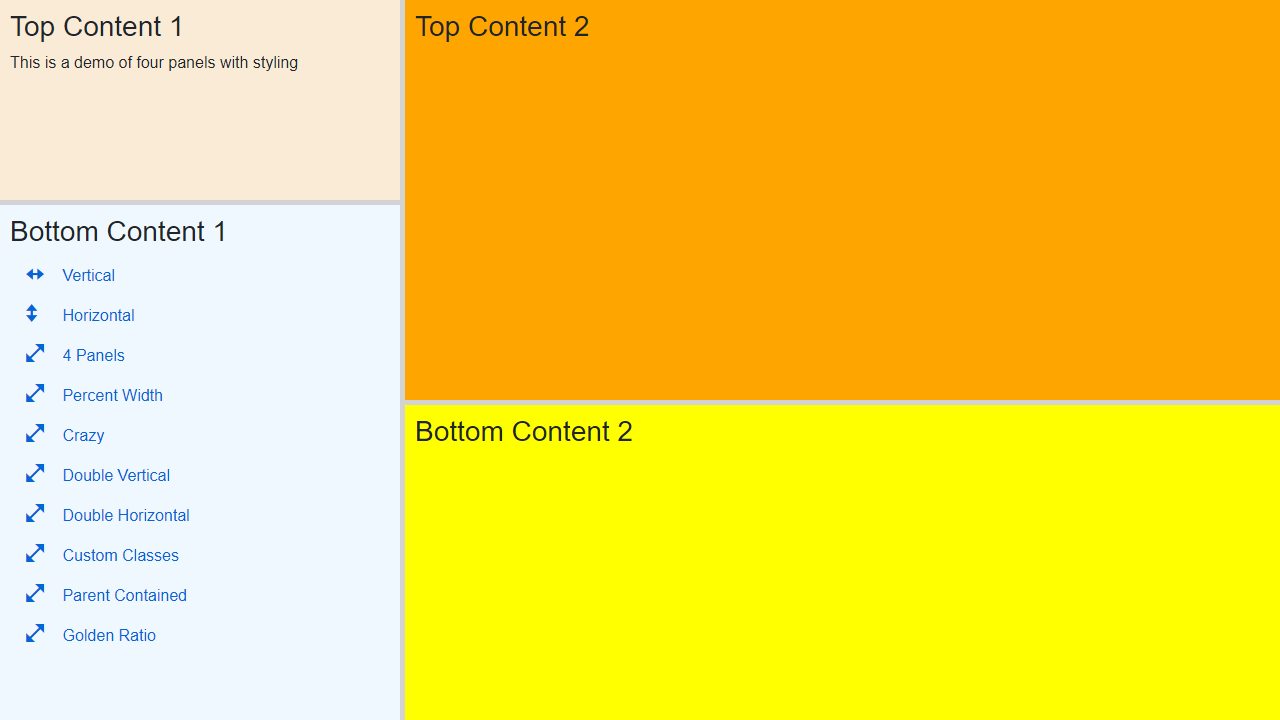 Top Content 1
This is a demo of four panels with styling
Bottom Content 1
Vertical
Horizontal
4 Panels
Percent Width
Crazy
Double Vertical
Double Horizontal
Custom Classes
Parent Contained
Golden Ratio
Top Content 2
Bottom Content 2